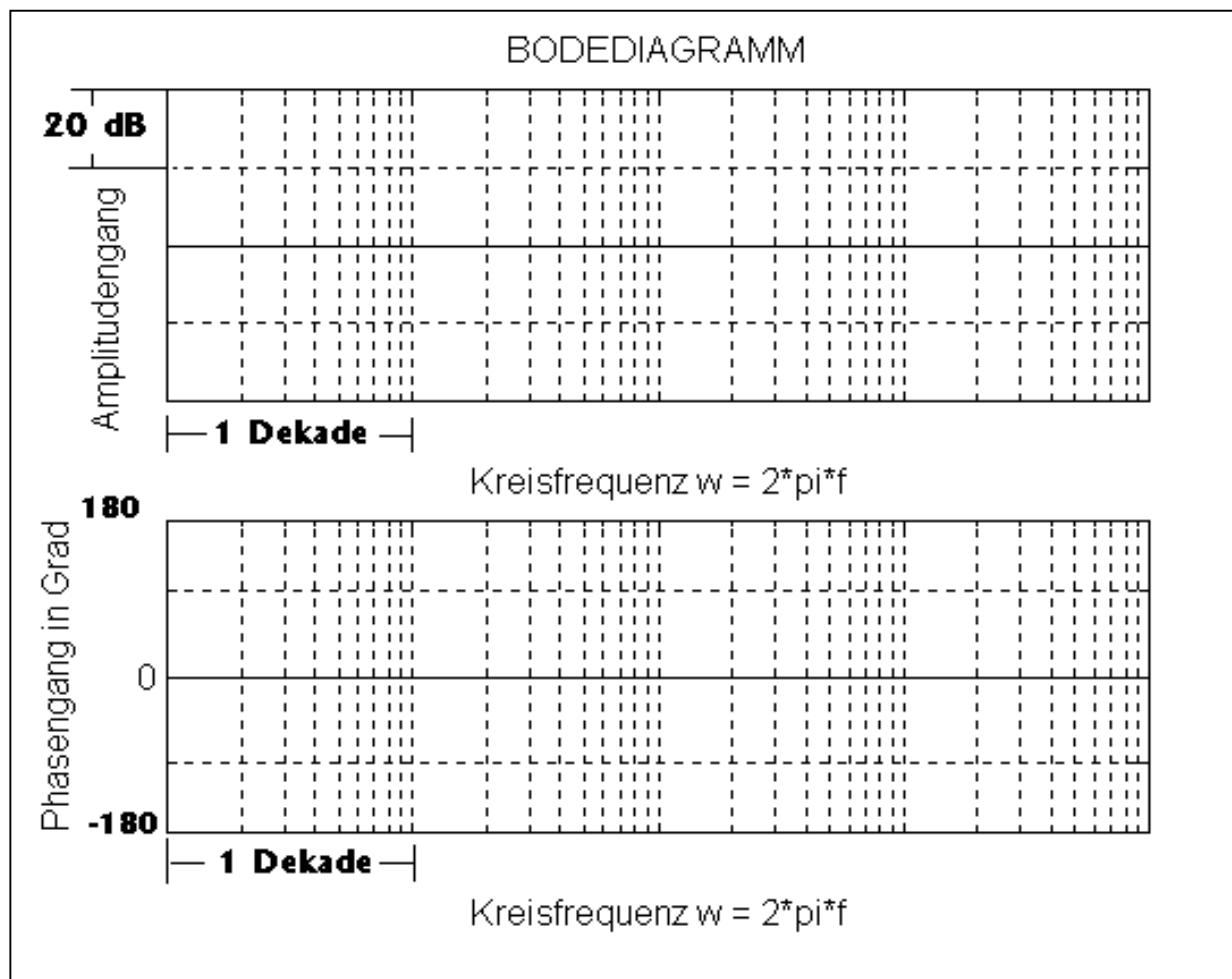 BODEDIAGRAMM
20 dB
Amplitudengang
1 Dekade
Kreisfrequenz w = 2*pi*f
180
Phasengang in Grad
0
-180
1 Dekade
Kreisfrequenz w = 2*pi*f